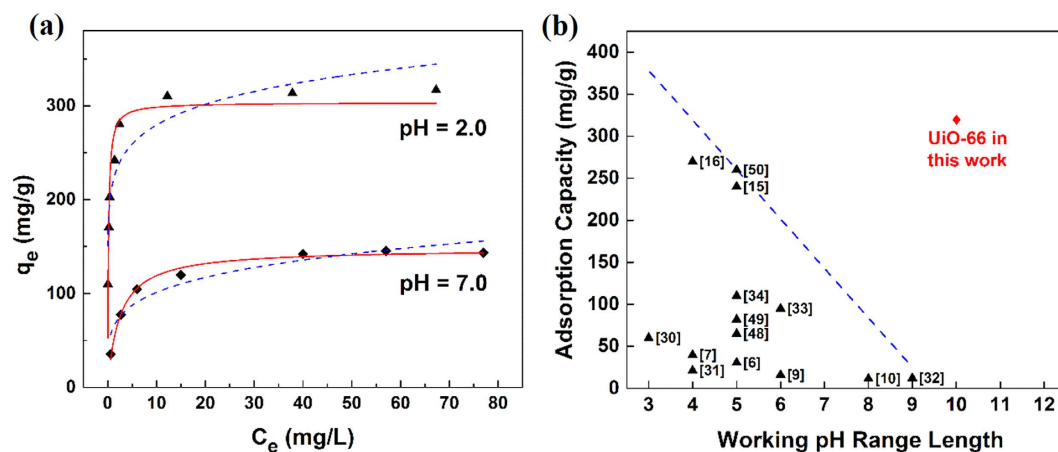 (a)
400
300
200
100
0
qe (mg/g)
pH = 2.0
pH = 7.0
0 10 20 30 40 50 60 70 80
Ce (mg/L)
(b)
400
350
300
250
200
150
100
50
0
Adsorption Capacity (mg/g)
UiO-66 in
this work
[16]
[50]
[15]
[34]
[33]
[49]
[48]
[30]
[7]
[31]
[6]
[9]
[10]
[32]
3 4 5 6 7 8 9 10 11 12
Working pH Range Length